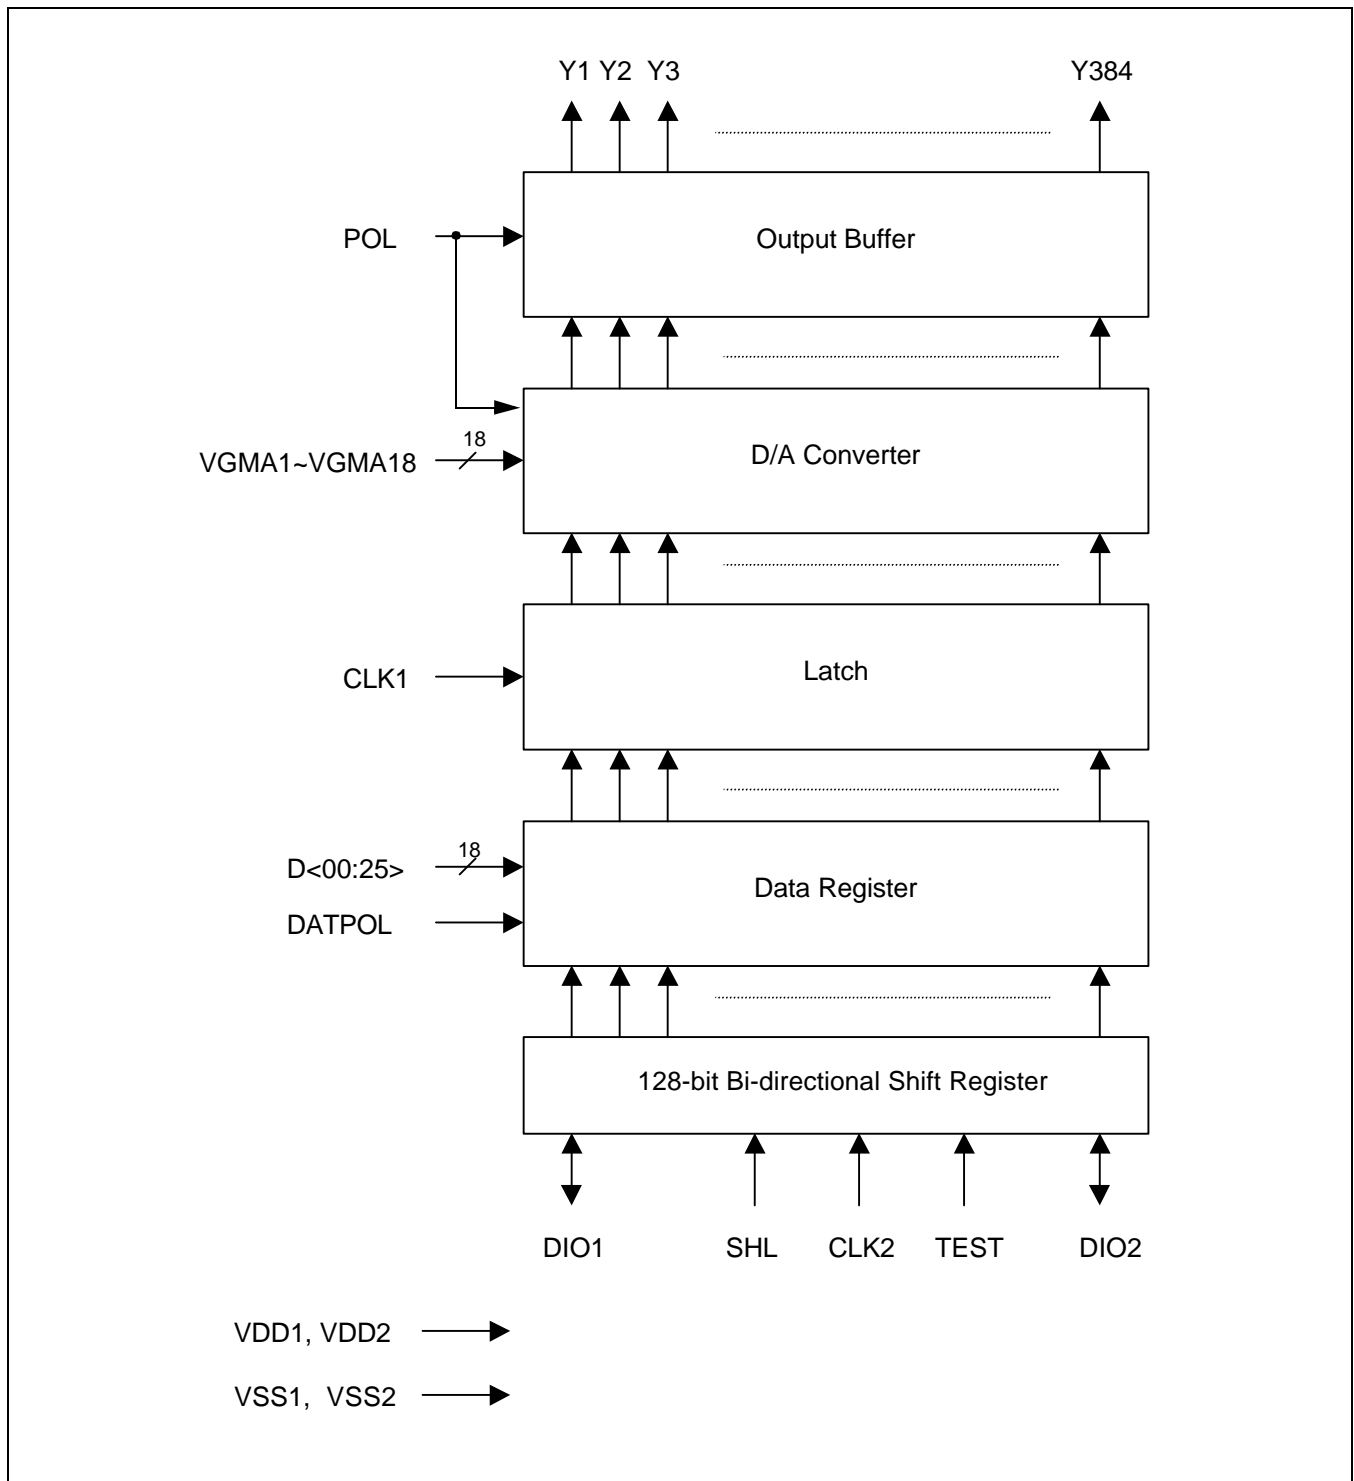 Y1 Y2 Y3 Y384
POL
Output Buffer
18
VGMA1~VGMA18
D/A Converter
CLK1
Latch
18
D<00:25>
Data Register
DATPOL
128-bit Bi-directional Shift Register
DIO1 SHL CLK2 TEST DIO2
VDD1, VDD2
VSS1, VSS2